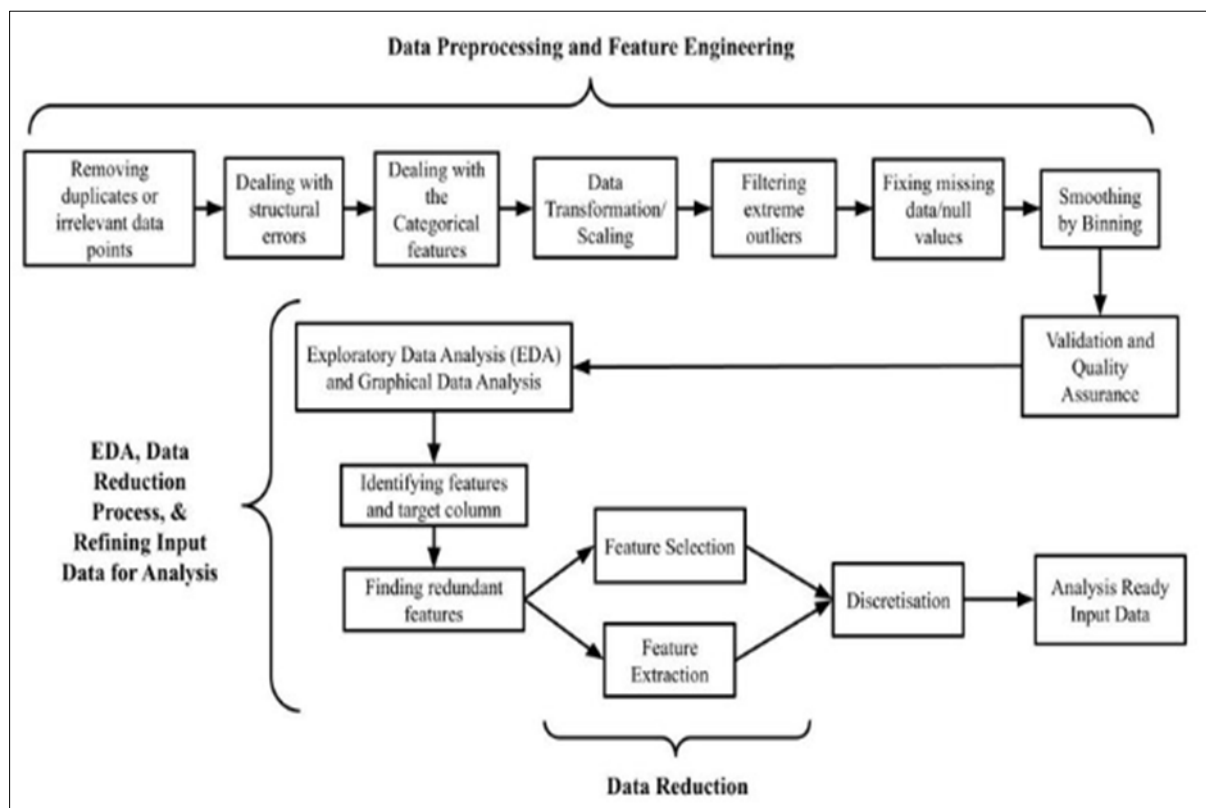 Data Preprocessing and Feature Engineering
Removing
duplicates or
irrelevant data
points
Dealing with
structural
errors
Dealing with
the
Categorical
features
Data
Transformation/
Scaling
Filtering
extreme
outliers
Fixing missing
data/null
values
Smoothing
by Binning
Validation and
Quality
Assurance
Exploratory Data Analysis (EDA)
and Graphical Data Analysis
EDA, Data
Reduction
Process, &
Refining Input
Data for Analysis
Identifying features
and target column
Finding redundant
features
Feature Selection
Feature
Extraction
Discretisation
Analysis Ready
Input Data
Data Reduction